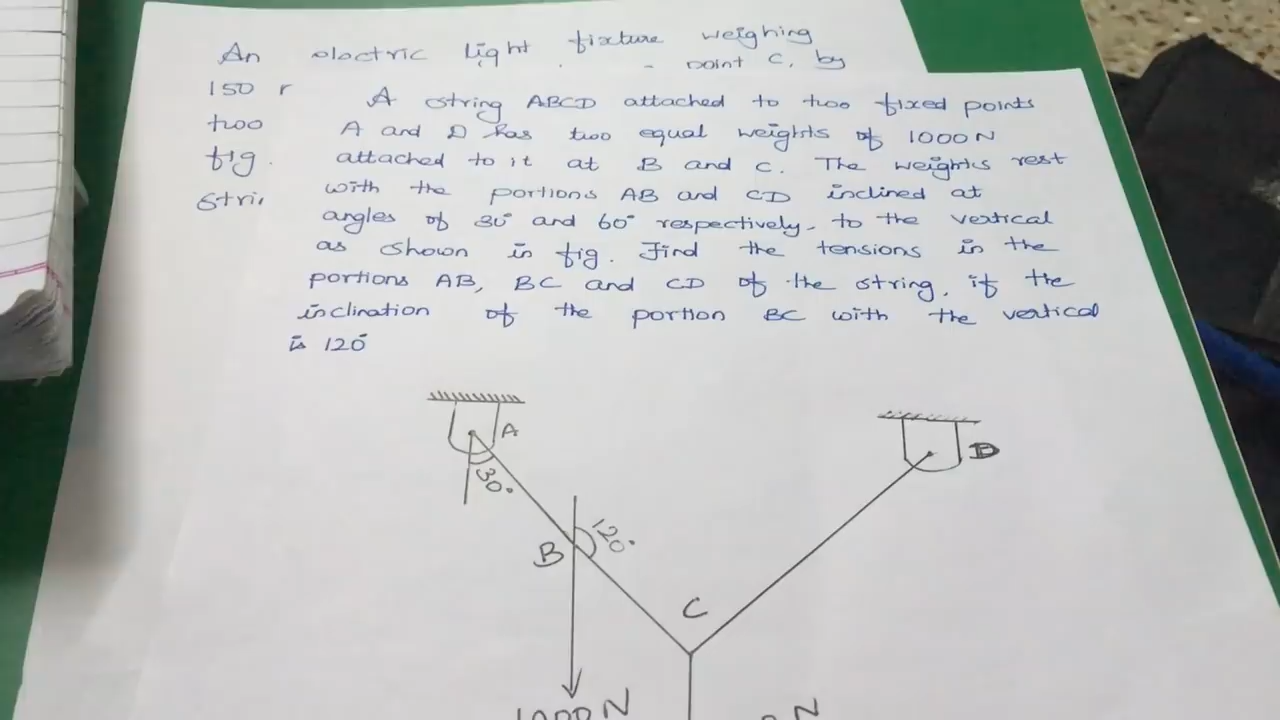 An electric light fixture weighing
point C, by
150
two
fig.
A string ABCD attached to two fixed points
A and D has two equal weights of 1000 N
attached to it at B and C. The weights rest
with the portions AB and CD inclined at
angles of 30° and 60° respectively, to the vertical
as shown in fig. Find the tensions in the
portions AB, BC and CD of the string, if the
inclination of the portion BC with the vertical
is 120°
A
30°
D
B
120°
C
1000 N
N